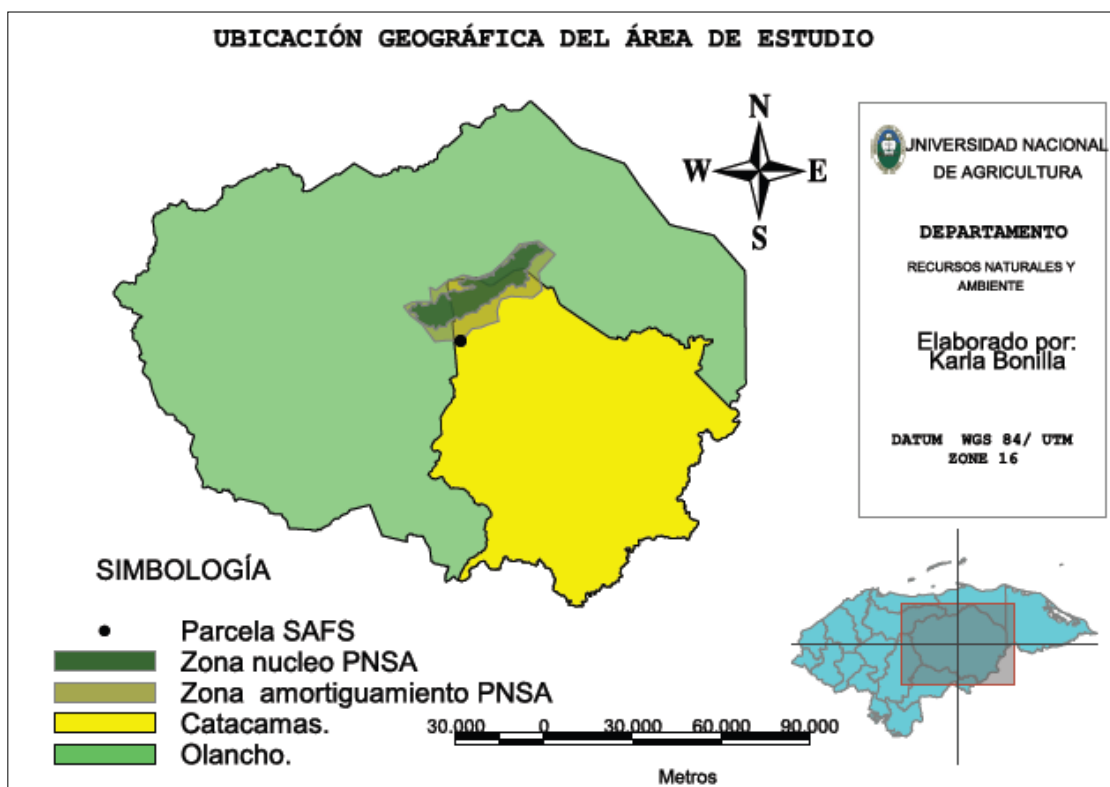 UBICACIÓN GEOGRÁFICA DEL ÁREA DE ESTUDIO
N
W
E
S
UNIVERSIDAD NACIONAL
DE AGRICULTURA
DEPARTAMENTO
RECURSOS NATURALES Y
AMBIENTE
Elaborado por:
Karla Bonilla
DATUM WGS 84/ UTM
ZONE 16
SIMBOLOGÍA
Parcela SAFS
Zona nucleo PNSA
Zona amortiguamiento PNSA
Catacamas.
Olancho.
30.000 0 30.000 60.000 90.000
Metros